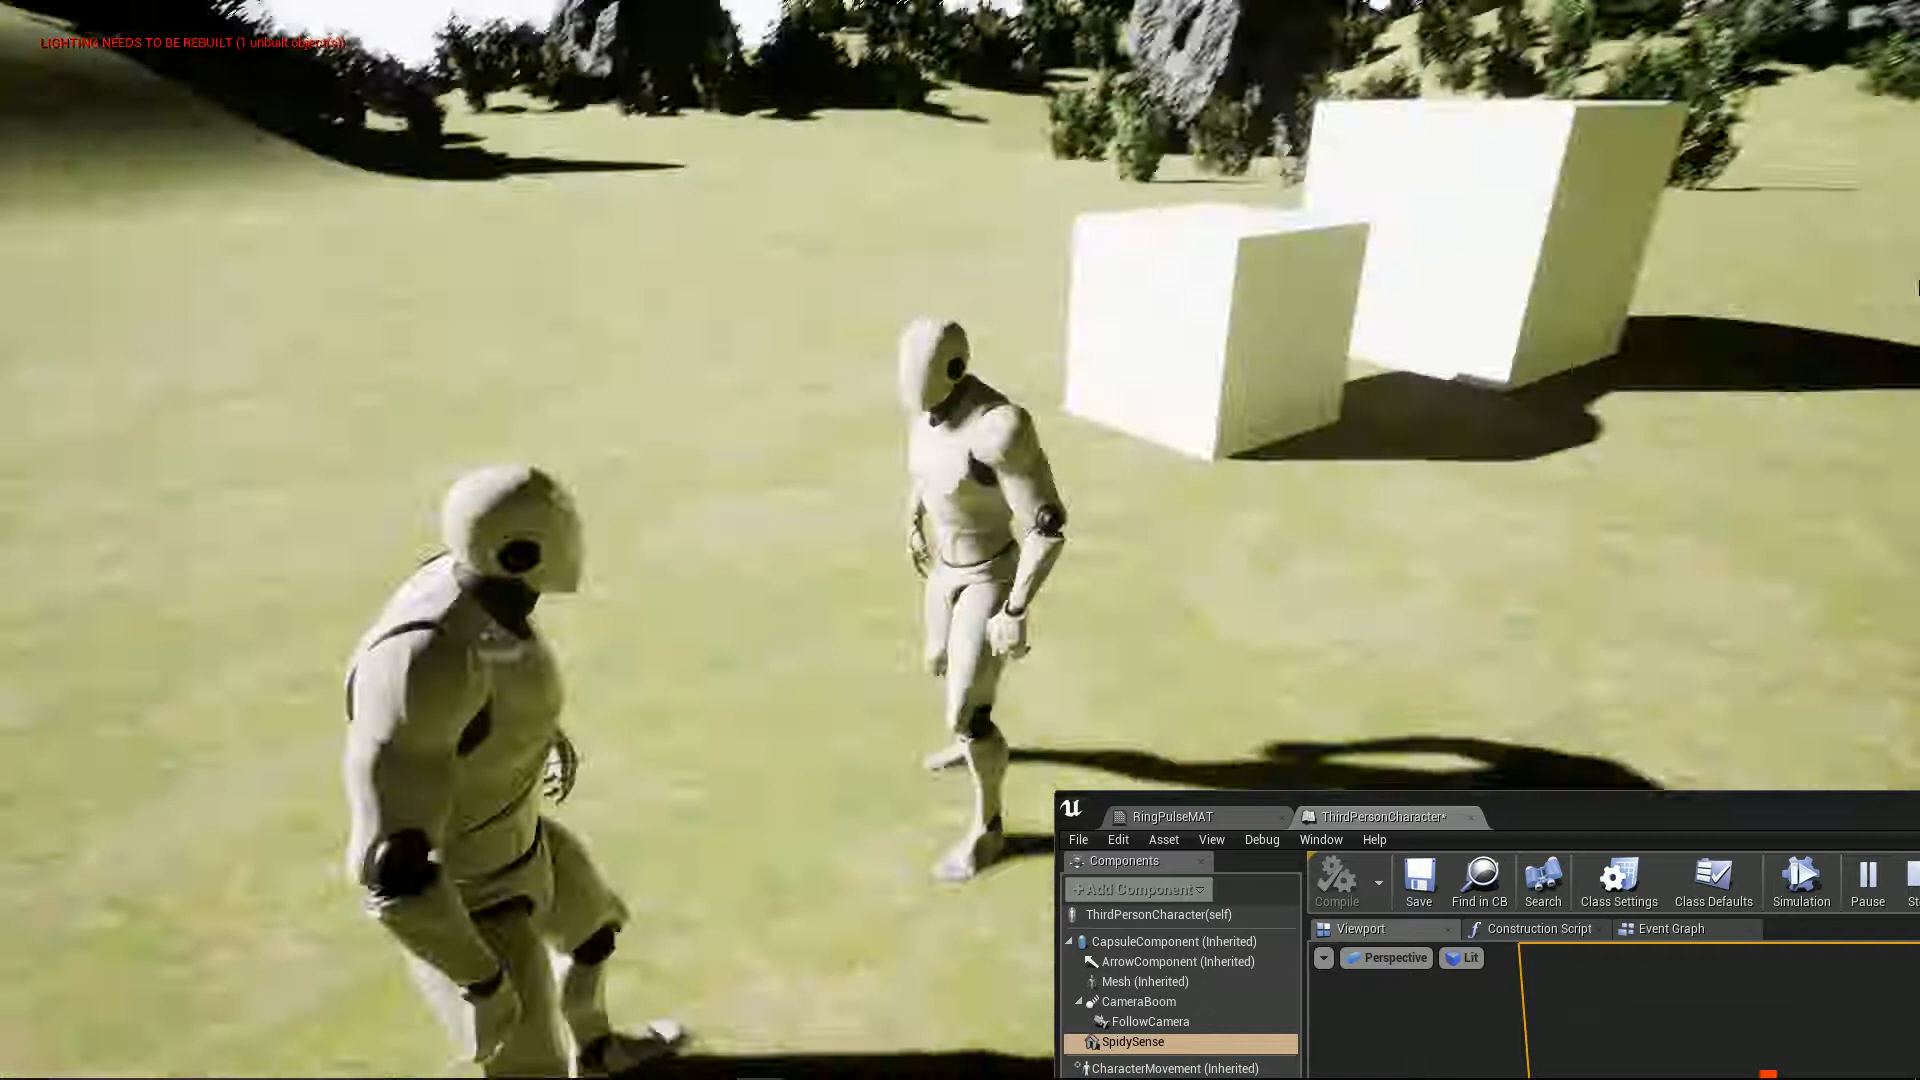 LIGHTING NEEDS TO BE REBUILT (1 unbuilt object(s))
RingPulseMAT
ThirdPersonCharacter*
File Edit Asset View Debug Window Help
Components
+Add Component
Compile Save Find in CB Search Class Settings Class Defaults Simulation Pause
ThirdPersonCharacter(self)
Viewport Construction Script Event Graph
CapsuleComponent (Inherited)
Perspective Lit
ArrowComponent (Inherited)
Mesh (Inherited)
CameraBoom
FollowCamera
SpidySense
CharacterMovement (Inherited)